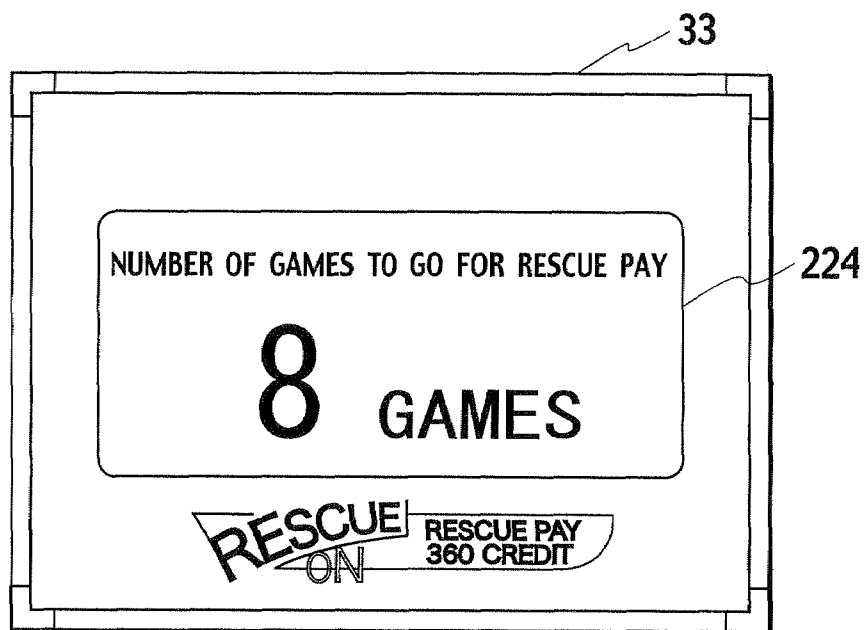 33
NUMBER OF GAMES TO GO FOR RESCUE PAY
224
8 GAMES
RESCUE
ON
RESCUE PAY
360 CREDIT